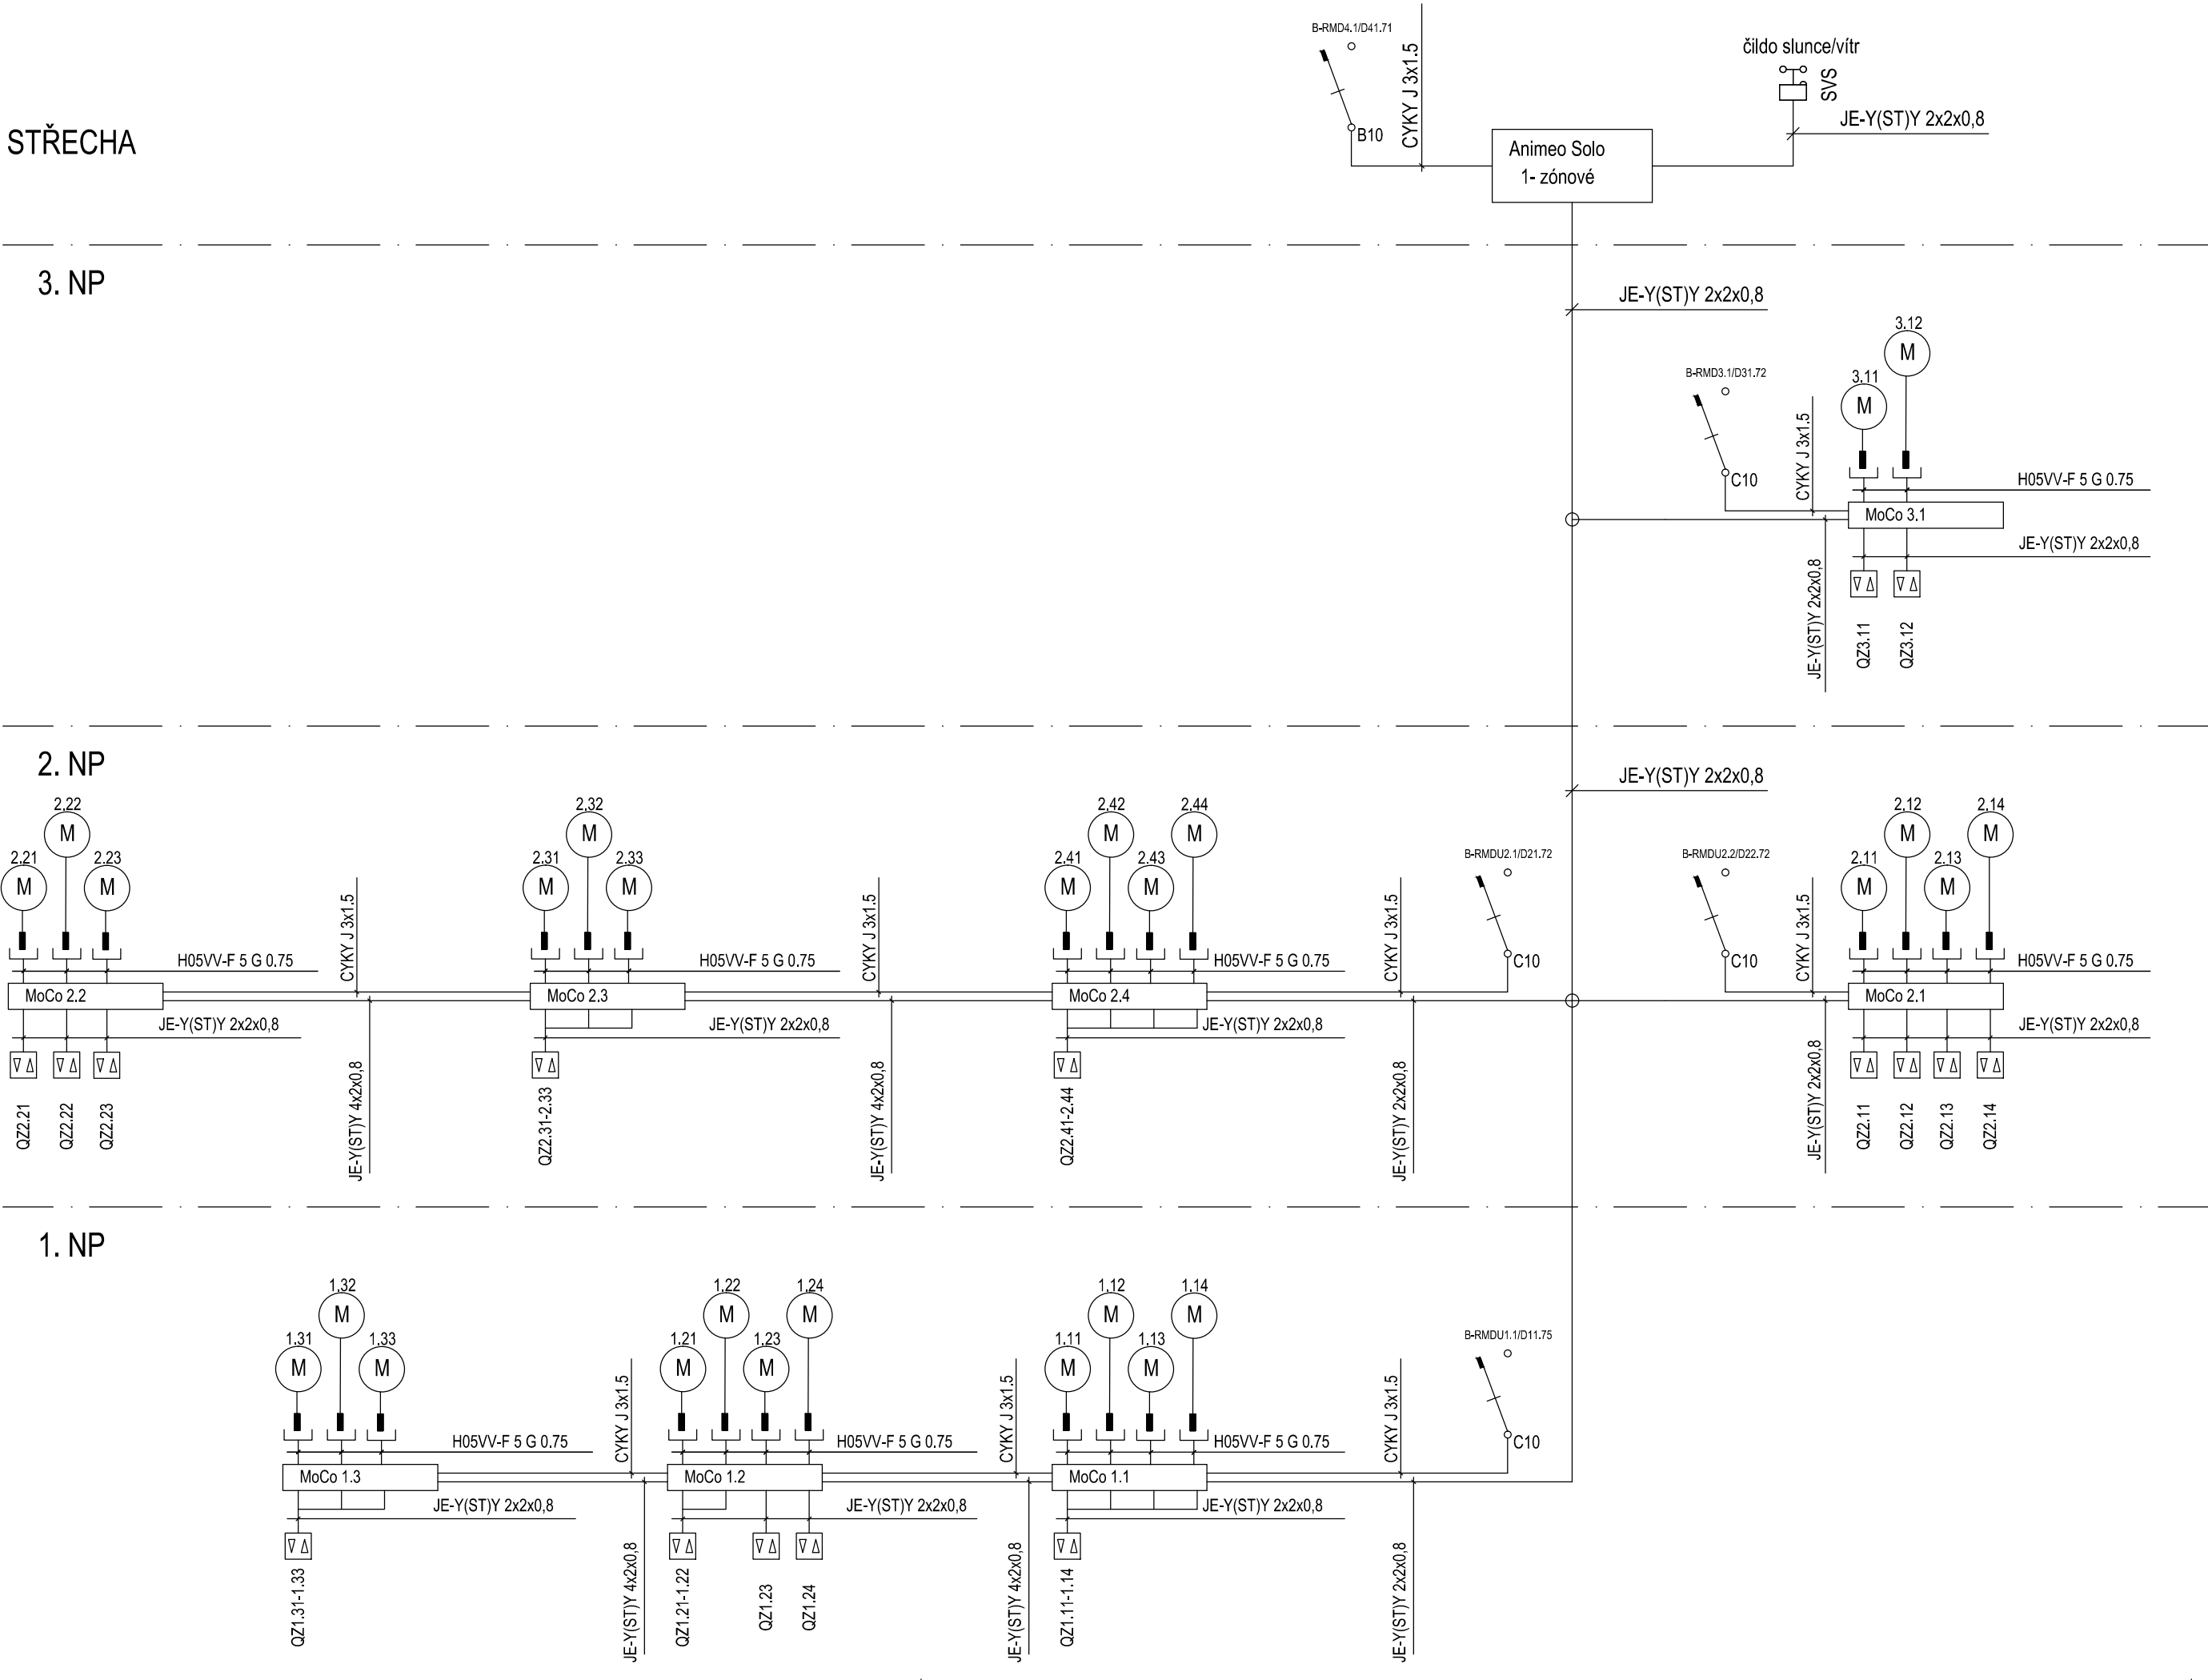 STŘECHA
B-RMD4.1/D41.71
B10
CYKY J 3x1.5
Animeo Solo
1- zónové
čildo slunce/vítr
SVS
JE-Y(ST)Y 2x2x0,8
3. NP
JE-Y(ST)Y 2x2x0,8
B-RMD3.1/D31.72
C10
CYKY J 3x1.5
3.11
M
3.12
M
H05VV-F 5 G 0.75
MoCo 3.1
JE-Y(ST)Y 2x2x0,8
JE-Y(ST)Y 2x2x0,8
QZ3.11
QZ3.12
2. NP
JE-Y(ST)Y 2x2x0,8
2.21
M
2.22
M
2.23
M
H05VV-F 5 G 0.75
MoCo 2.2
JE-Y(ST)Y 2x2x0,8
QZ2.21
QZ2.22
QZ2.23
CYKY J 3x1.5
JE-Y(ST)Y 4x2x0,8
2.31
M
2.32
M
2.33
M
H05VV-F 5 G 0.75
MoCo 2.3
JE-Y(ST)Y 2x2x0,8
QZ2.31-2.33
CYKY J 3x1.5
JE-Y(ST)Y 4x2x0,8
2.41
M
2.42
M
2.43
M
2.44
M
H05VV-F 5 G 0.75
MoCo 2.4
JE-Y(ST)Y 2x2x0,8
QZ2.41-2.44
CYKY J 3x1.5
JE-Y(ST)Y 2x2x0,8
B-RMDU2.1/D21.72
C10
B-RMDU2.2/D22.72
C10
CYKY J 3x1.5
JE-Y(ST)Y 2x2x0,8
2.11
M
2.12
M
2.13
M
2.14
M
H05VV-F 5 G 0.75
MoCo 2.1
JE-Y(ST)Y 2x2x0,8
QZ2.11
QZ2.12
QZ2.13
QZ2.14
1. NP
1.31
M
1.32
M
1.33
M
H05VV-F 5 G 0.75
MoCo 1.3
JE-Y(ST)Y 2x2x0,8
QZ1.31-1.33
CYKY J 3x1.5
JE-Y(ST)Y 4x2x0,8
1.21
M
1.22
M
1.23
M
1.24
M
H05VV-F 5 G 0.75
MoCo 1.2
JE-Y(ST)Y 2x2x0,8
QZ1.21-1.22
QZ1.23
QZ1.24
CYKY J 3x1.5
JE-Y(ST)Y 4x2x0,8
1.11
M
1.12
M
1.13
M
1.14
M
H05VV-F 5 G 0.75
MoCo 1.1
JE-Y(ST)Y 2x2x0,8
QZ1.11-1.14
CYKY J 3x1.5
JE-Y(ST)Y 2x2x0,8
B-RMDU1.1/D11.75
C10